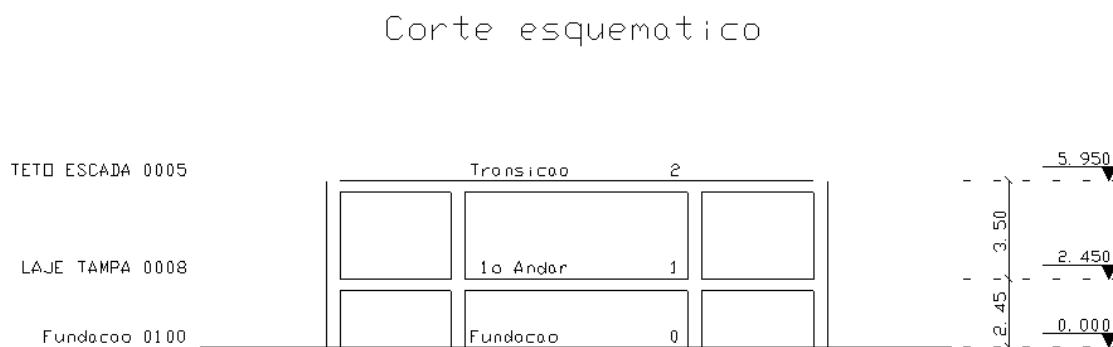 Corte esquematico
TETO ESCADA 0005 Transicao 2 5. 950
3. 50
LAJE TAMPA 0008 1o Andar 1 2. 450
2. 45
Fundacao 0100 Fundacao 0 0. 000